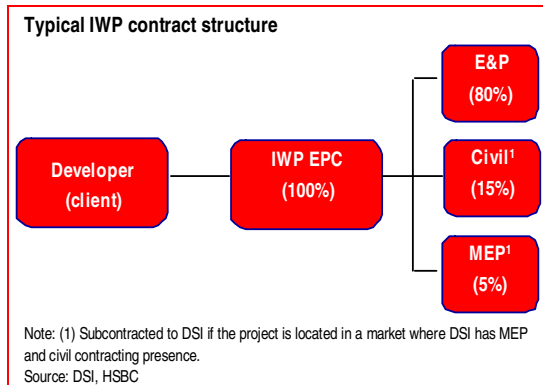 Typical IWP contract structure
E&P
(80%)
Developer
(client)
IWP EPC
(100%)
Civil¹
(15%)
MEP¹
(5%)
Note: (1) Subcontracted to DSI if the project is located in a market where DSI has MEP
and civil contracting presence.
Source: DSI, HSBC